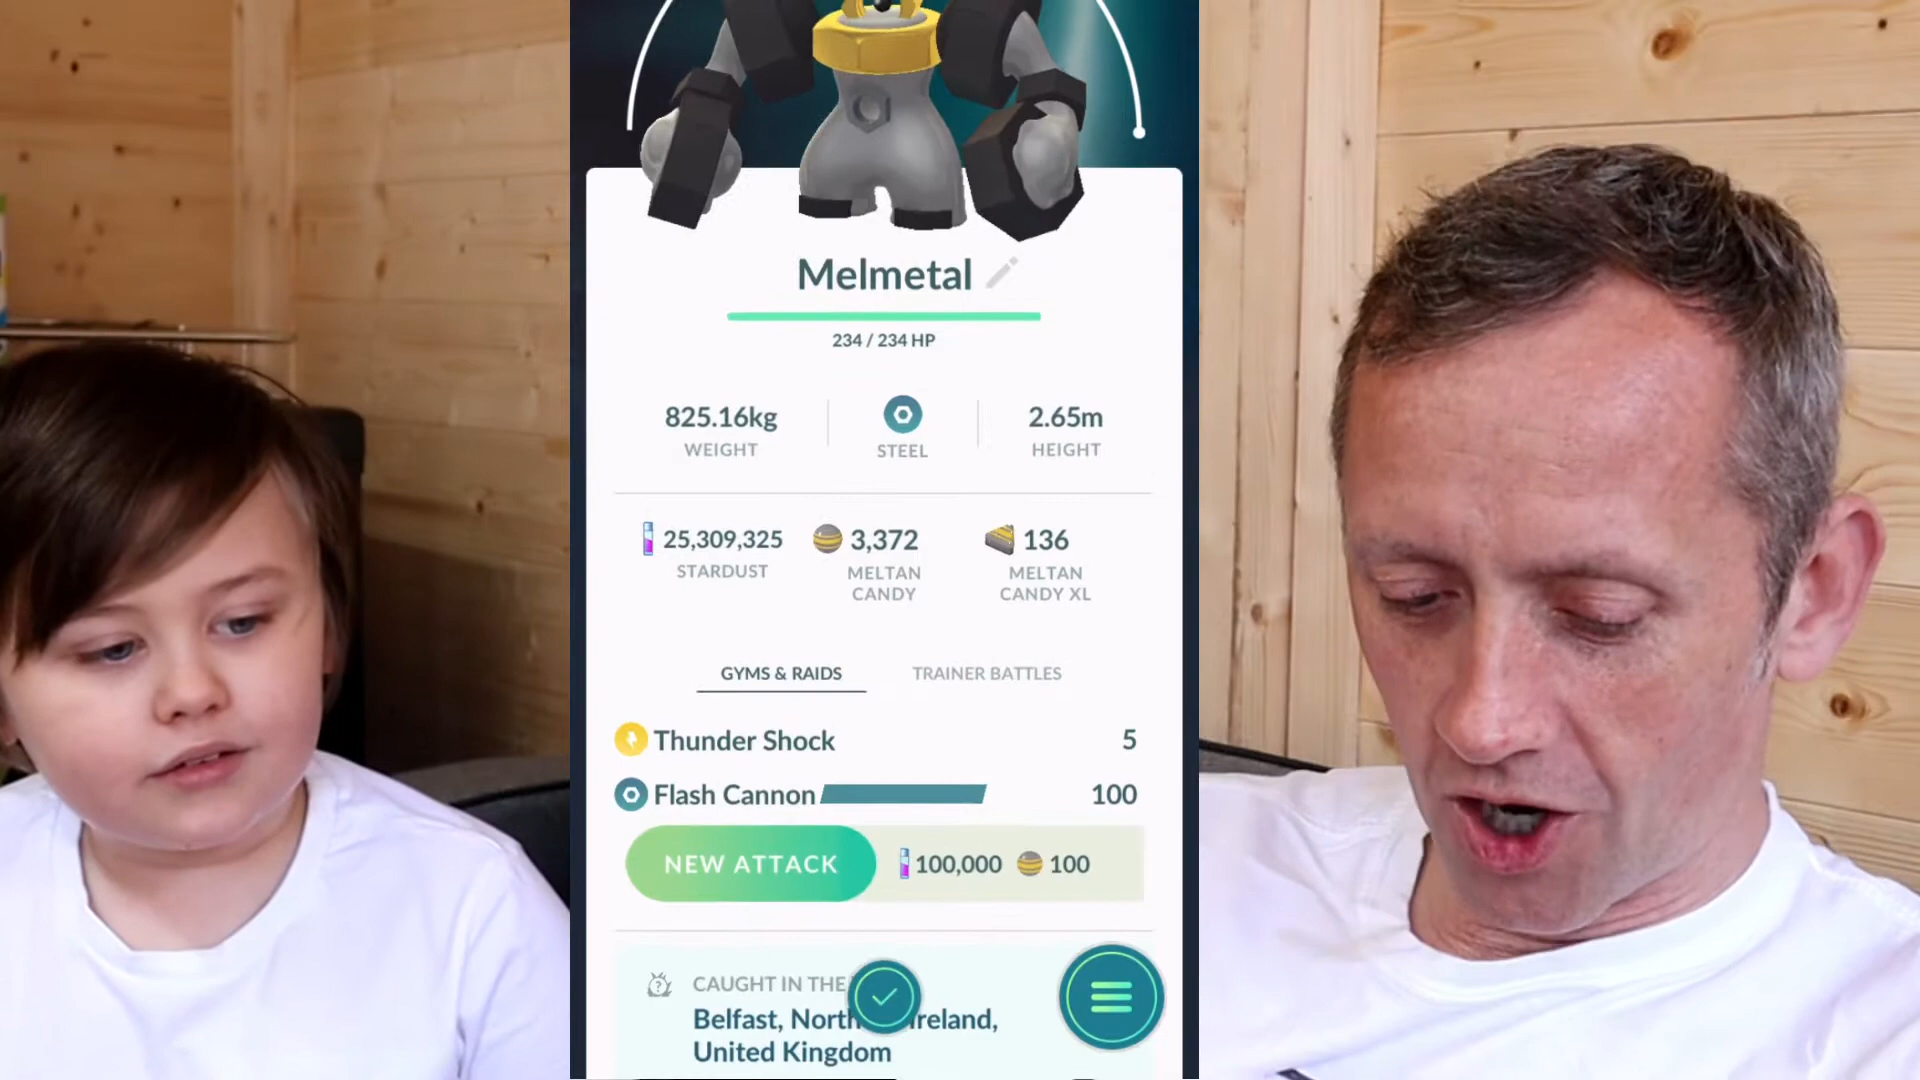 Melmetal
234 / 234 HP
825.16kg
WEIGHT
STEEL
2.65m
HEIGHT
25,309,325
STARDUST
3,372
MELTAN
CANDY
136
MELTAN
CANDY XL
GYMS & RAIDS
TRAINER BATTLES
Thunder Shock 5
Flash Cannon 100
NEW ATTACK 100,000 100
CAUGHT IN THE
Belfast, North reland,
United Kingdom